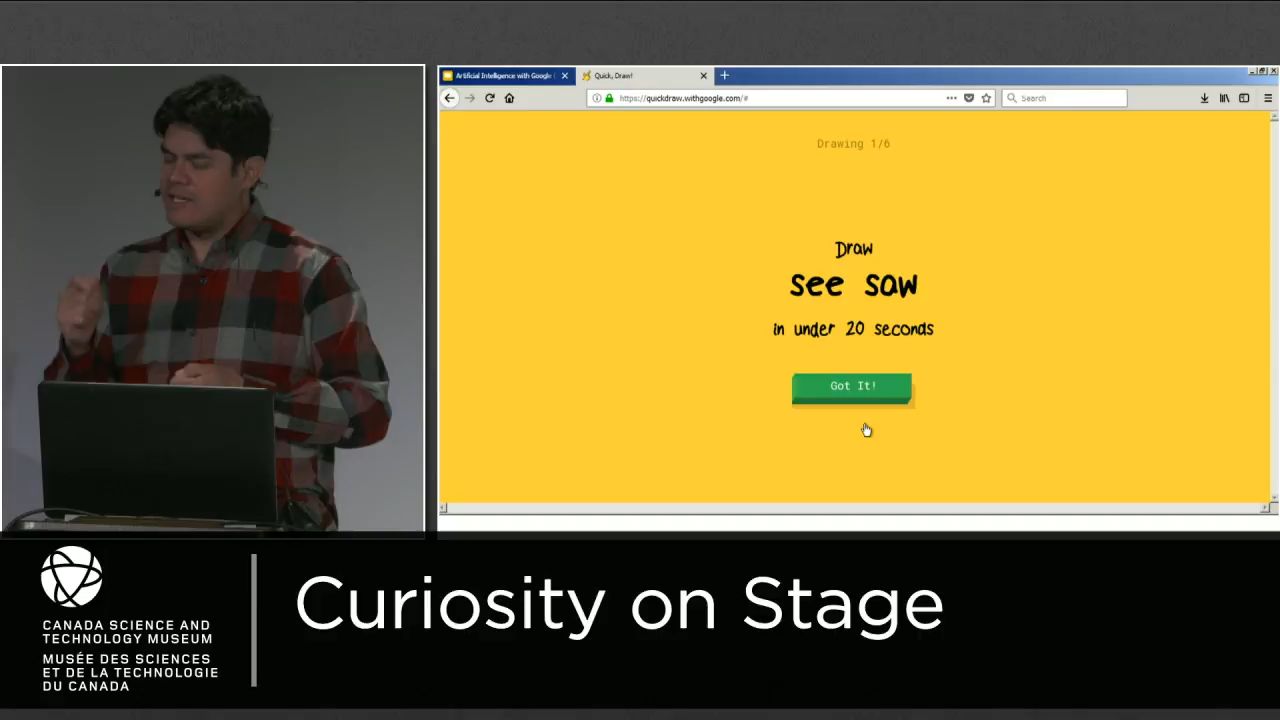 Artificial Intelligence with Google
Quick, Draw!
https://quickdraw.withgoogle.com/#
Search
Drawing 1/6
Draw
see saw
in under 20 seconds
Got It!
CANADA SCIENCE AND
TECHNOLOGY MUSEUM
MUSÉE DES SCIENCES
ET DE LA TECHNOLOGIE
DU CANADA
Curiosity on Stage